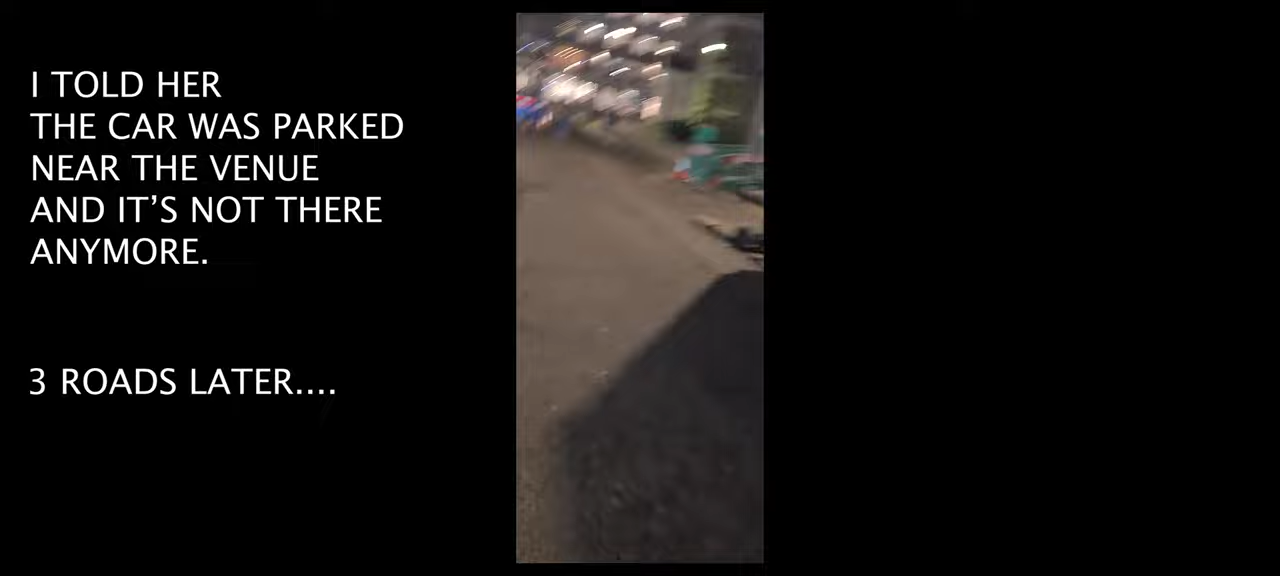 I TOLD HER
THE CAR WAS PARKED
NEAR THE VENUE
AND IT’S NOT THERE
ANYMORE.
3 ROADS LATER....